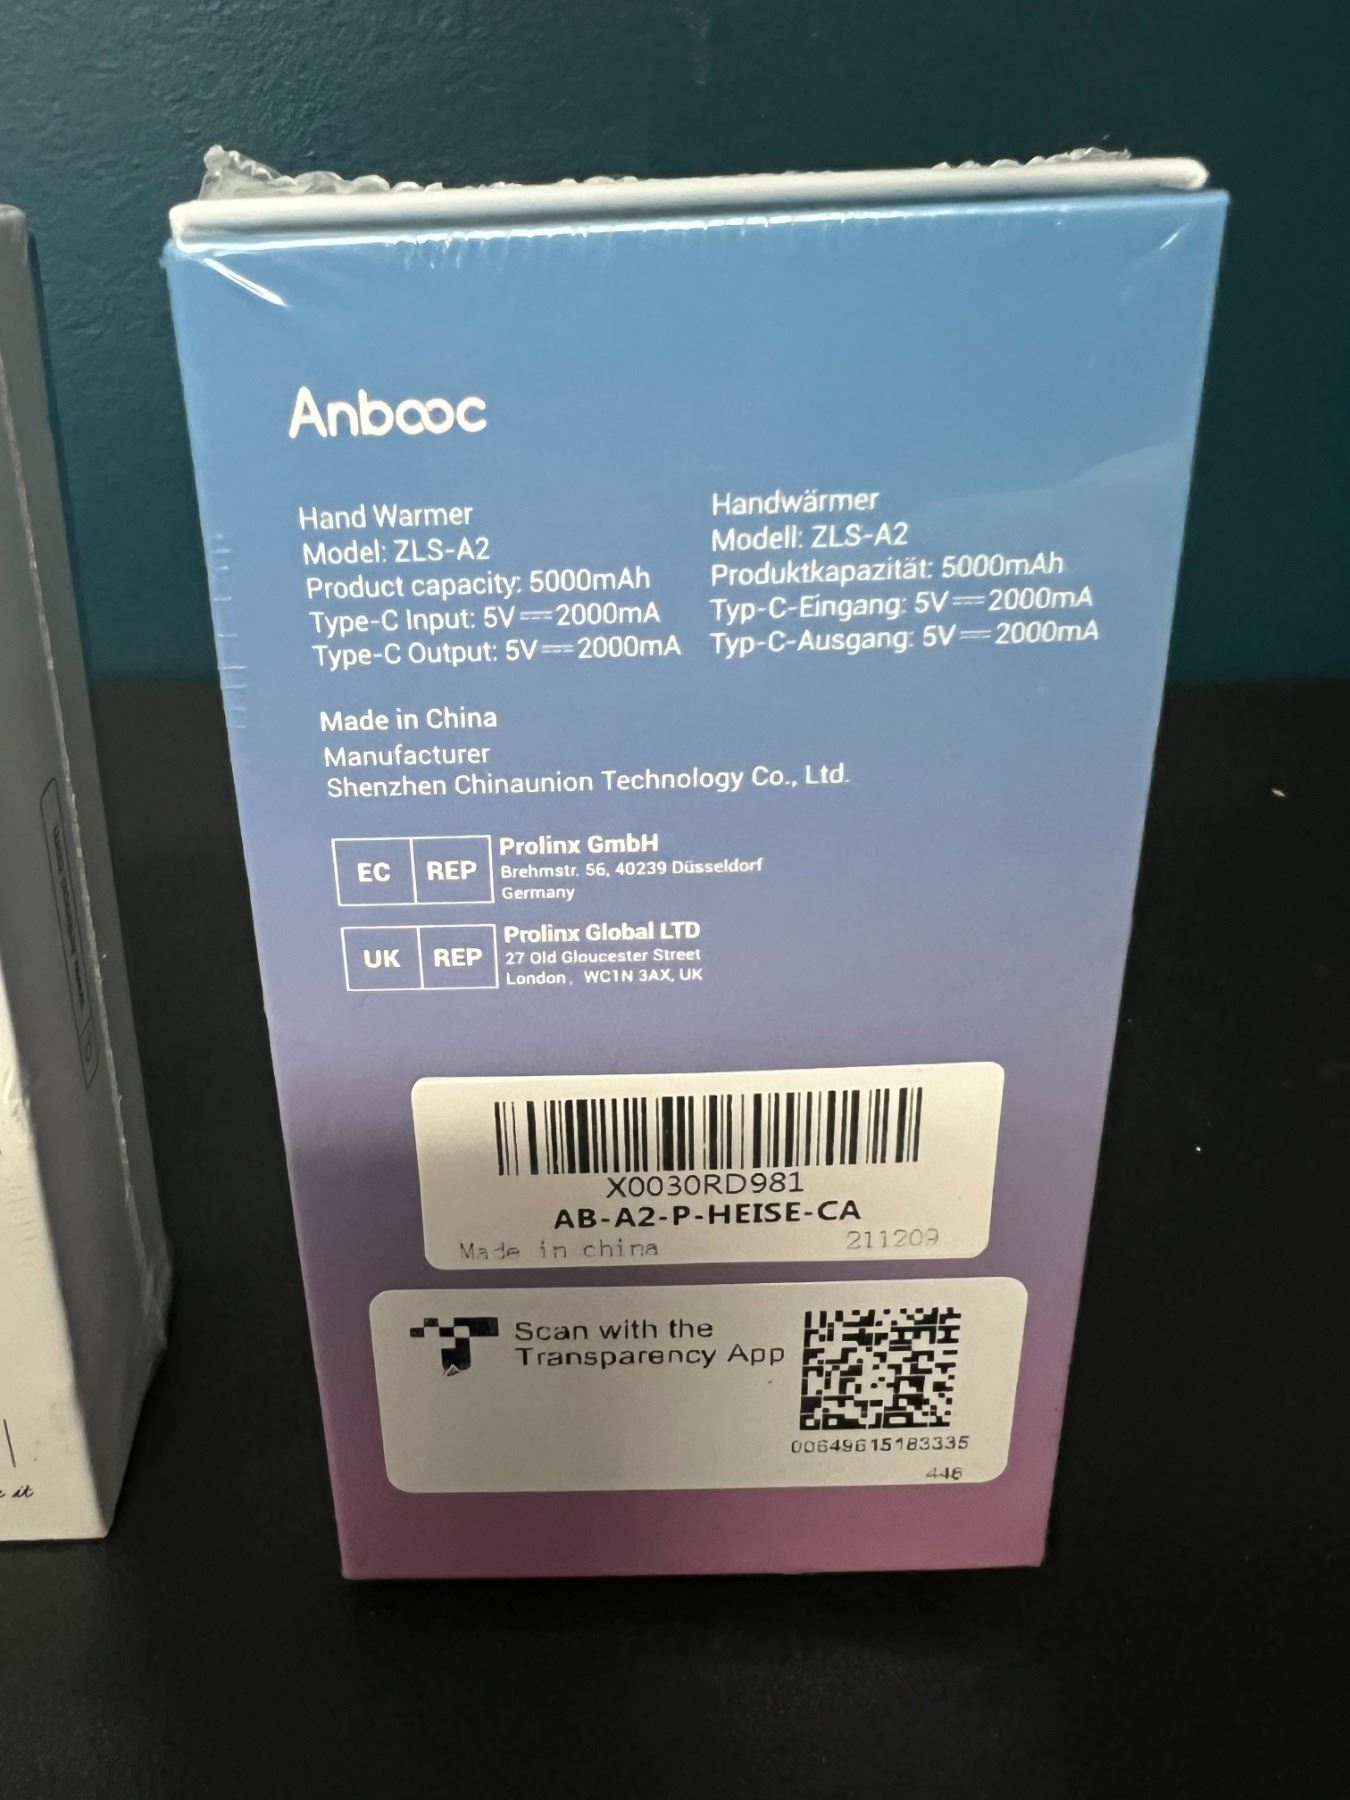 Anbooc
Hand Warmer
Model: ZLS-A2
Product capacity: 5000mAh
Type-C Input: 5V⎓2000mA
Type-C Output: 5V⎓2000mA
Handwärmer
Modell: ZLS-A2
Produktkapazität: 5000mAh
Typ-C-Eingang: 5V⎓2000mA
Typ-C-Ausgang: 5V⎓2000mA
Made in China
Manufacturer
Shenzhen Chinaunion Technology Co., Ltd.
EC REP
Prolinx GmbH
Brehmstr. 56, 40239 Düsseldorf
Germany
UK REP
Prolinx Global LTD
27 Old Gloucester Street
London, WC1N 3AX, UK
X0030RD981
AB-A2-P-HEISE-CA
Made in china 211209
Scan with the
Transparency App
00649615183335
446
it